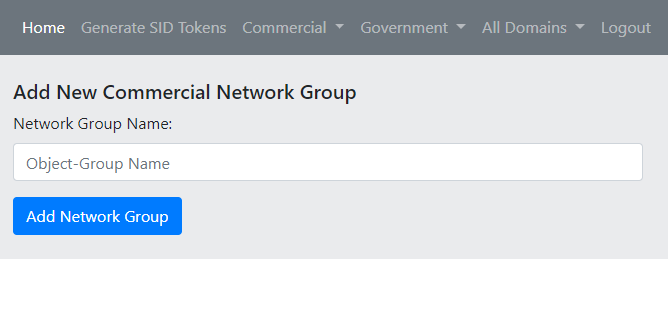 Home Generate SID Tokens Commercial Government All Domains Logout
Add New Commercial Network Group
Network Group Name:
Object-Group Name
Add Network Group